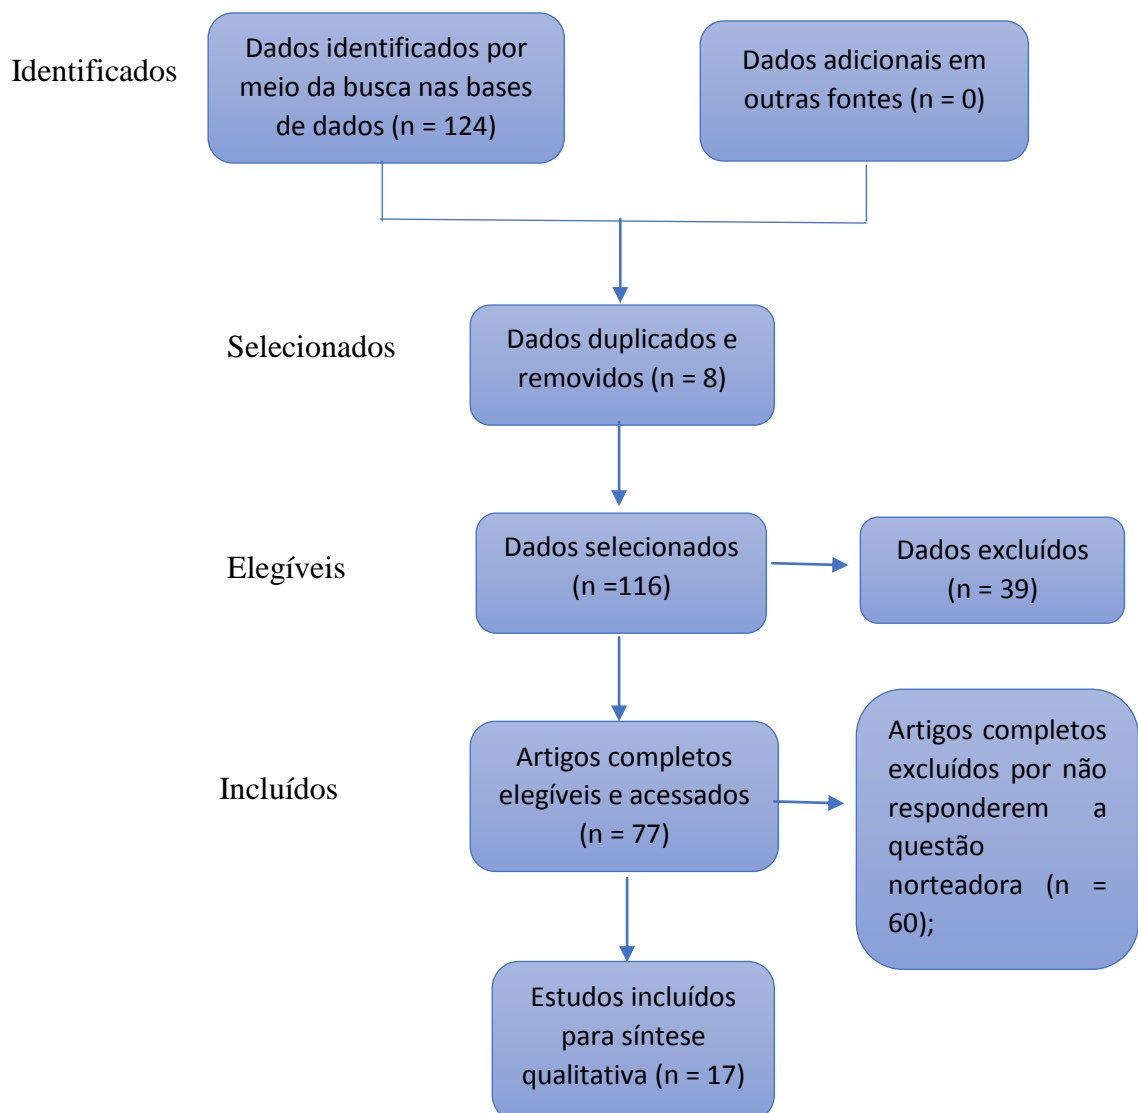 Identificados
Dados identificados por
meio da busca nas bases
de dados (n = 124)
Dados adicionais em
outras fontes (n = 0)
Selecionados
Dados duplicados e
removidos (n = 8)
Elegíveis
Dados selecionados
(n =116)
Dados excluídos
(n = 39)
Incluídos
Artigos completos
elegíveis e acessados
(n = 77)
Artigos completos
excluídos por não
responderem a
questão
norteadora (n =
60);
Estudos incluídos
para síntese
qualitativa (n = 17)